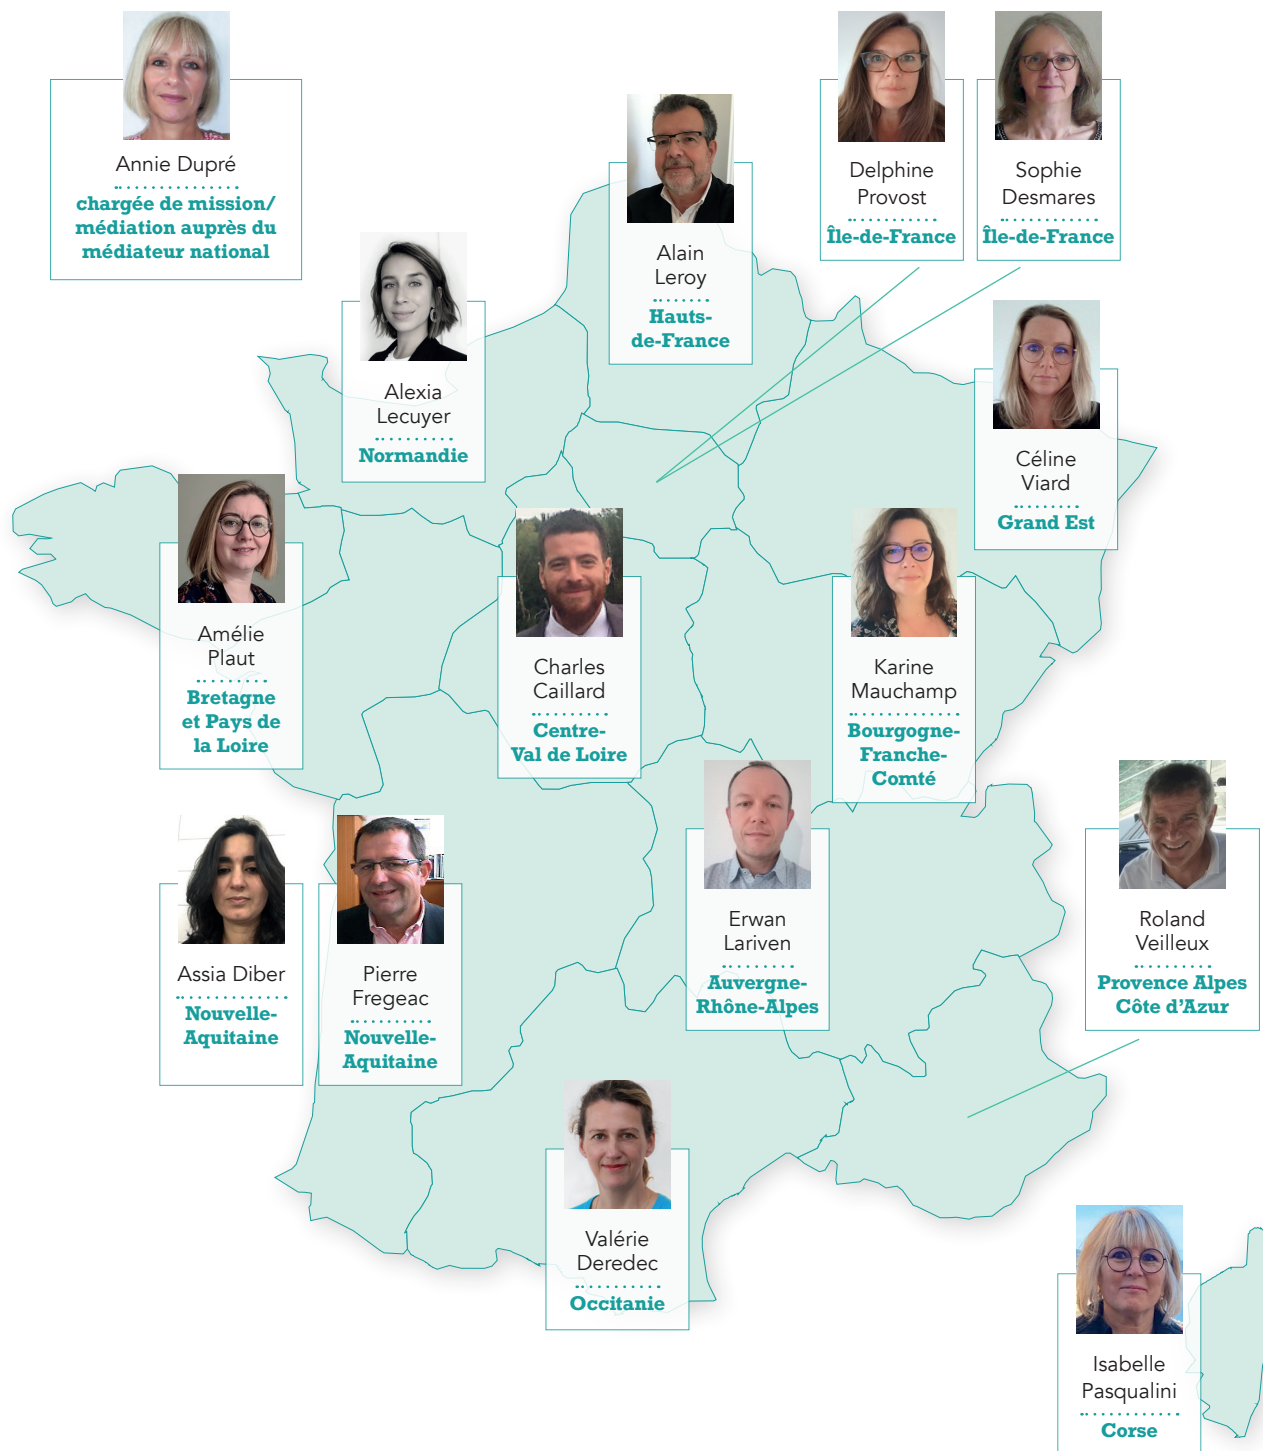 Annie Dupré
chargée de mission/
médiation auprès du
médiateur national
Delphine
Provost
Île-de-France
Sophie
Desmares
Île-de-France
Alain
Leroy
Hauts-
de-France
Alexia
Lecuyer
Normandie
Céline
Viard
Grand Est
Amélie
Plaut
Bretagne
et Pays de
la Loire
Charles
Caillard
Centre-
Val de Loire
Karine
Mauchamp
Bourgogne-
Franche-
Comté
Assia Diber
Nouvelle-
Aquitaine
Pierre
Fregeac
Nouvelle-
Aquitaine
Erwan
Lariven
Auvergne-
Rhône-Alpes
Roland
Veilleux
Provence Alpes
Côte d'Azur
Valérie
Deredec
Occitanie
Isabelle
Pasqualini
Corse